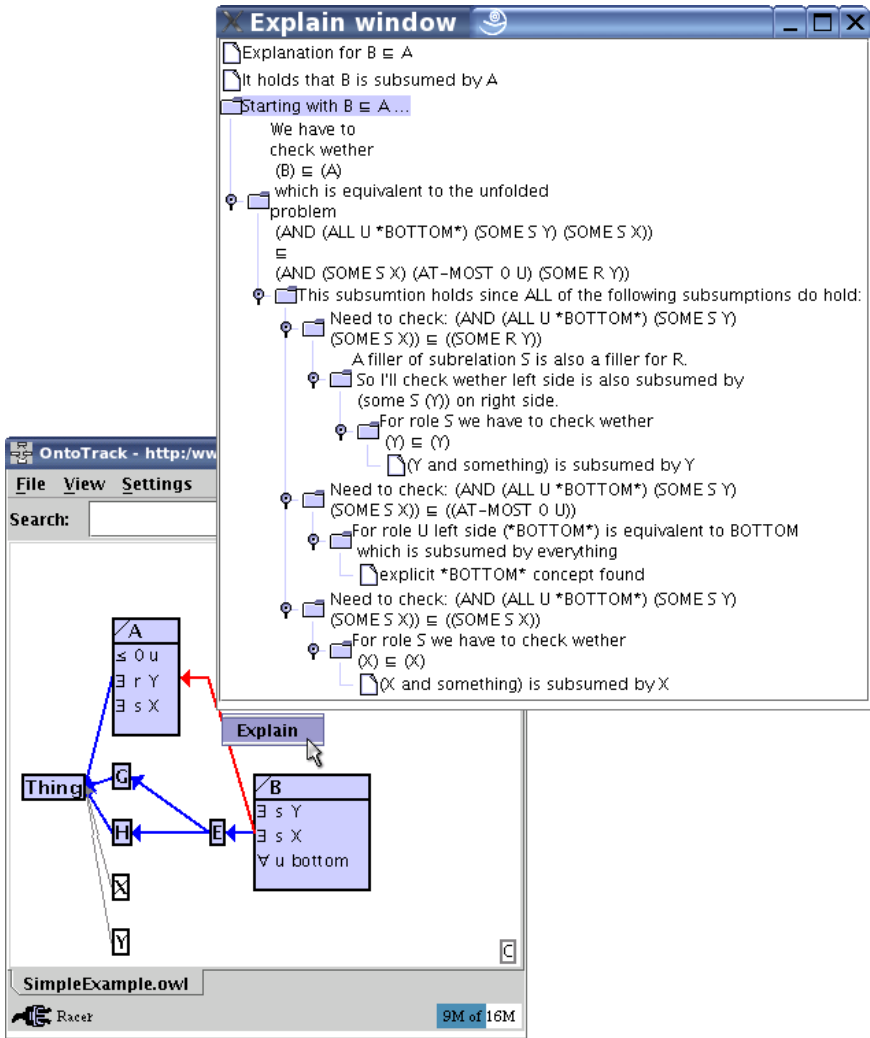 Explain window
Explanation for B ⊑ A
It holds that B is subsumed by A
Starting with B ⊑ A ...
We have to
check wether
(B) ⊑ (A)
which is equivalent to the unfolded
problem
(AND (ALL U *BOTTOM*) (SOME S Y) (SOME S X))
⊑
(AND (SOME S X) (AT-MOST 0 U) (SOME R Y))
This subsumtion holds since ALL of the following subsumptions do hold:
Need to check: (AND (ALL U *BOTTOM*) (SOME S Y)
(SOME S X)) ⊑ ((SOME R Y))
A filler of subrelation S is also a filler for R.
So I'll check wether left side is also subsumed by
(some S (Y)) on right side.
For role S we have to check wether
(Y) ⊑ (Y)
(Y and something) is subsumed by Y
Need to check: (AND (ALL U *BOTTOM*) (SOME S Y)
(SOME S X)) ⊑ ((AT-MOST 0 U))
For role U left side (*BOTTOM*) is equivalent to BOTTOM
which is subsumed by everything
explicit *BOTTOM* concept found
Need to check: (AND (ALL U *BOTTOM*) (SOME S Y)
(SOME S X)) ⊑ ((SOME S X))
For role S we have to check wether
(X) ⊑ (X)
(X and something) is subsumed by X
OntoTrack - http:/ww
File View Settings
Search:
A
≤ 0 u
∃ r Y
∃ s X
Explain
Thing
G
H
E
B
∃ s Y
∃ s X
∀ u bottom
X
Y
C
SimpleExample.owl
Racer
9M of 16M